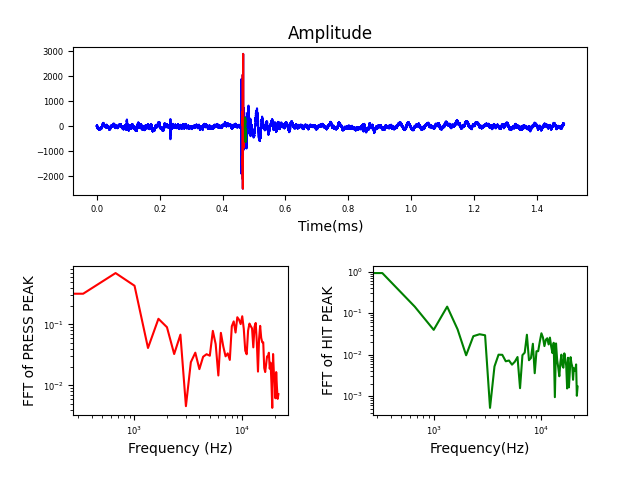 Amplitude
3000
2000
1000
0
−1000
−2000
0.0 0.2 0.4 0.6 0.8 1.0 1.2 1.4
Time(ms)
FFT of PRESS PEAK
10⁻¹
10⁻²
10³ 10⁴
Frequency (Hz)
FFT of HIT PEAK
10⁰
10⁻¹
10⁻²
10⁻³
10³ 10⁴
Frequency(Hz)